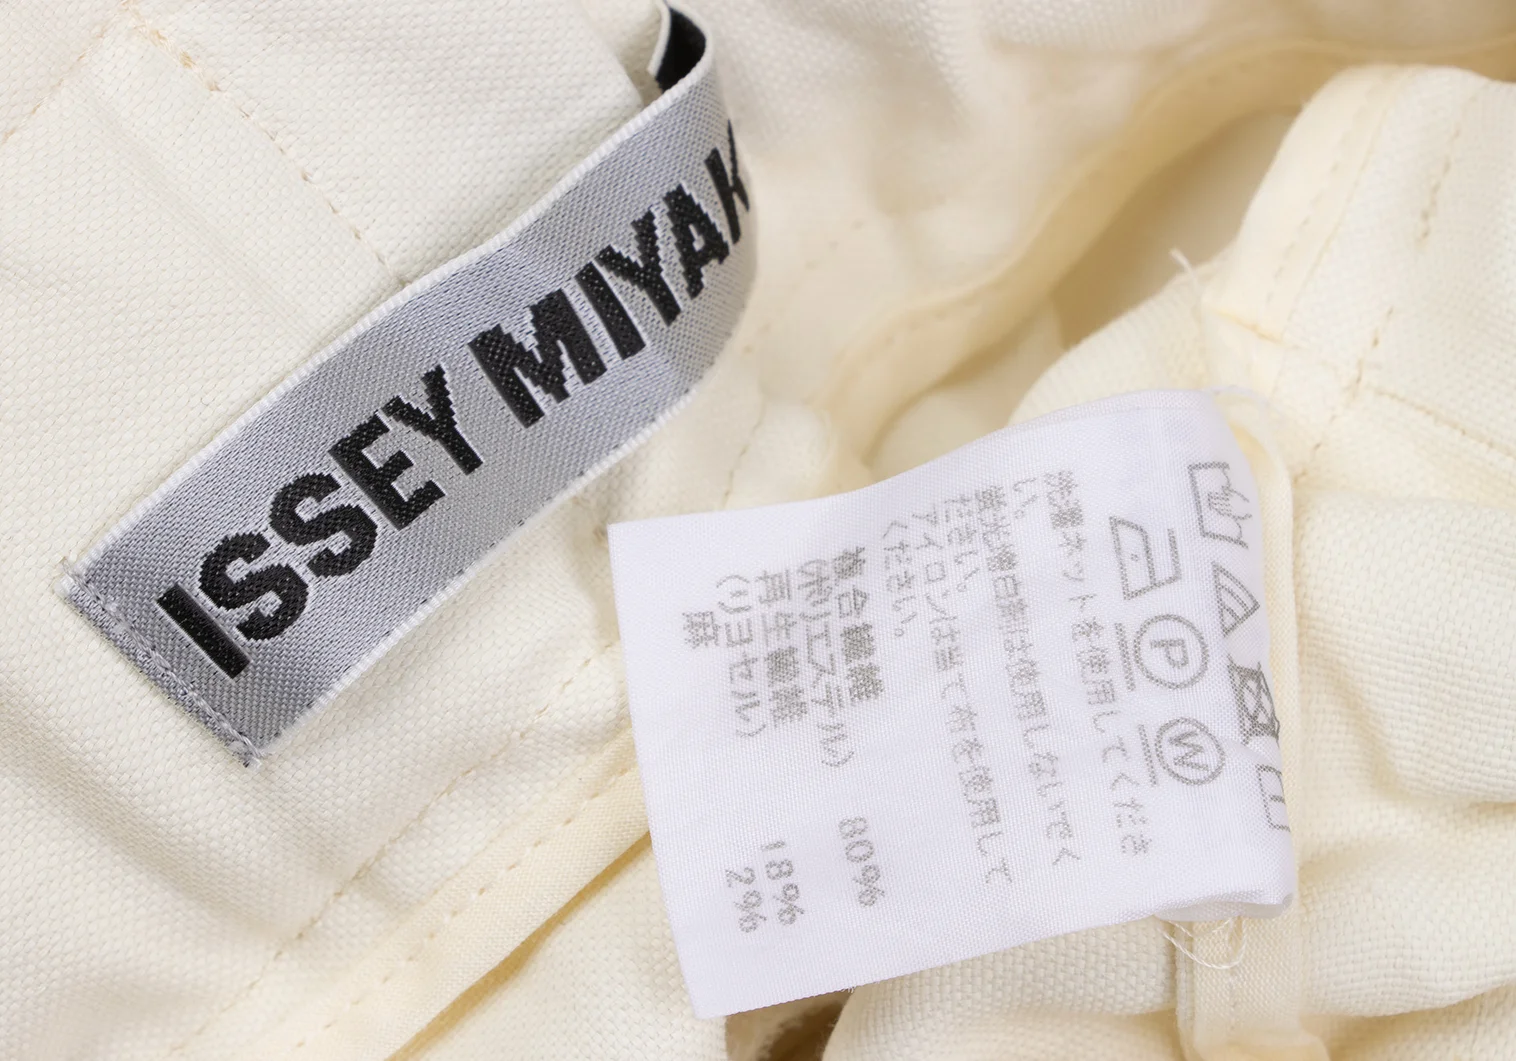 ISSEY MIYAK
P
W
洗濯ネットを使用してくださ
い。
蛍光増白剤は使用しないでく
ださい。
アイロンは当て布を使用して
ください。
複合繊維
(ポリエステル) 80%
再生繊維
(リヨセル) 18%
麻 2%